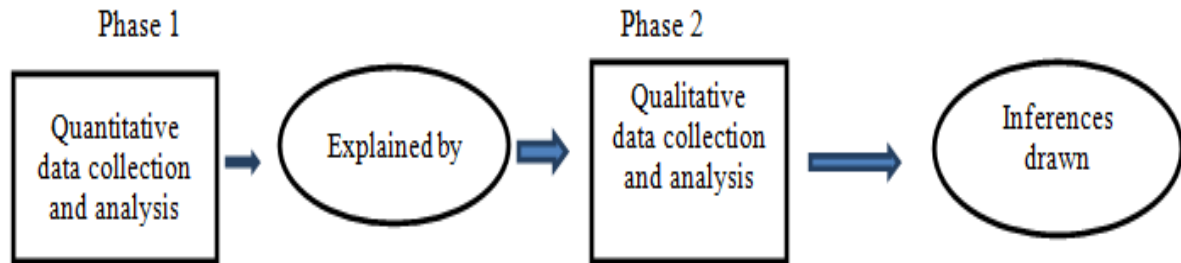 Phase 1
Phase 2
Quantitative
data collection
and analysis
Explained by
Qualitative
data collection
and analysis
Inferences
drawn